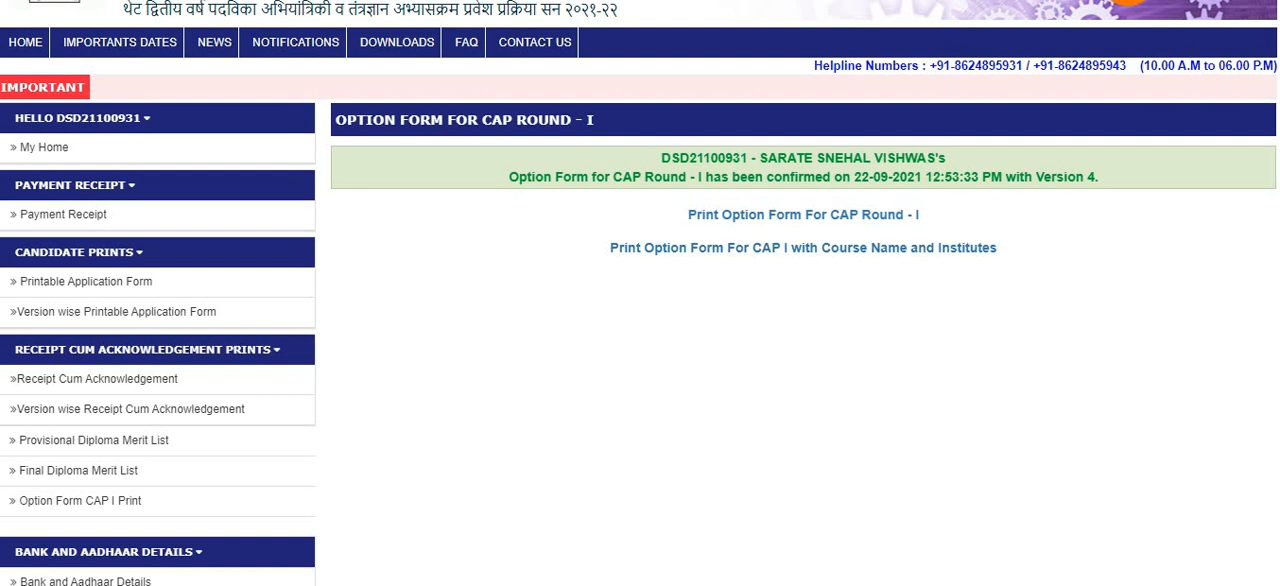 थेट द्वितीय वर्ष पदविका अभियांत्रिकी व तंत्रज्ञान अभ्यासक्रम प्रवेश प्रक्रिया सन २०२१-२२
HOME IMPORTANTS DATES NEWS NOTIFICATIONS DOWNLOADS FAQ CONTACT US
Helpline Numbers : +91-8624895931 / +91-8624895943 (10.00 A.M to 06.00 P.M)
IMPORTANT
HELLO DSD21100931
» My Home
PAYMENT RECEIPT
» Payment Receipt
CANDIDATE PRINTS
» Printable Application Form
»Version wise Printable Application Form
RECEIPT CUM ACKNOWLEDGEMENT PRINTS
»Receipt Cum Acknowledgement
»Version wise Receipt Cum Acknowledgement
» Provisional Diploma Merit List
» Final Diploma Merit List
» Option Form CAP I Print
BANK AND AADHAAR DETAILS
» Bank and Aadhaar Details
OPTION FORM FOR CAP ROUND - I
DSD21100931 - SARATE SNEHAL VISHWAS's
Option Form for CAP Round - I has been confirmed on 22-09-2021 12:53:33 PM with Version 4.
Print Option Form For CAP Round - I
Print Option Form For CAP I with Course Name and Institutes